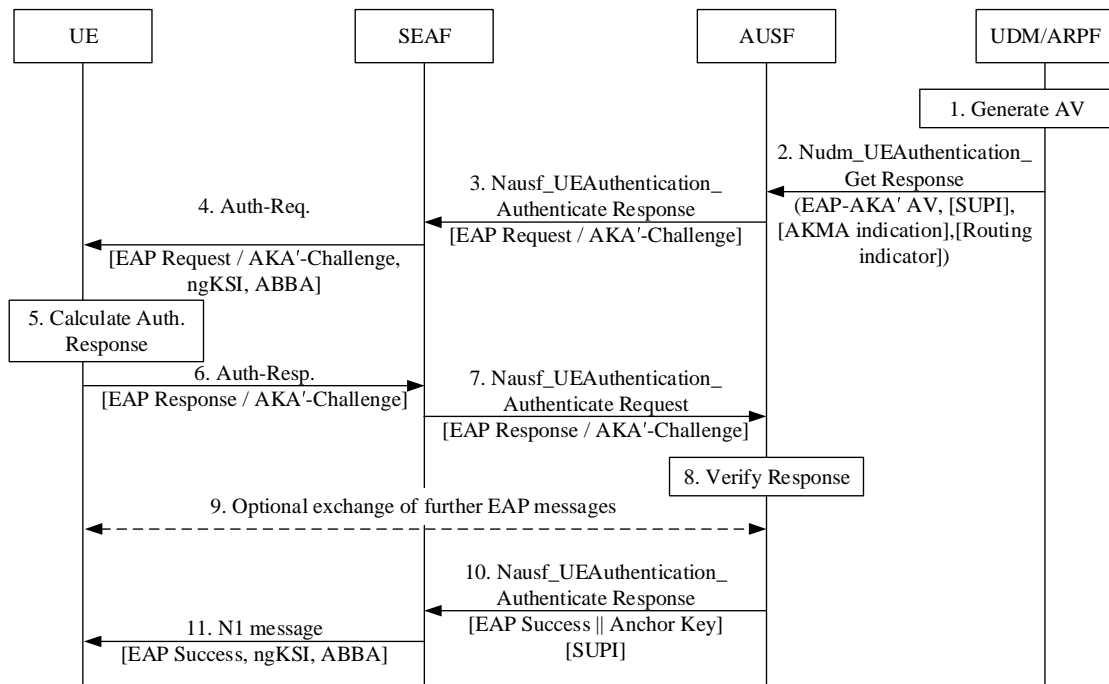 UE
SEAF
AUSF
UDM/ARPF
1. Generate AV
2. Nudm_UEAuthentication_
Get Response
(EAP-AKA′ AV, [SUPI],
[AKMA indication],[Routing
indicator])
3. Nausf_UEAuthentication_
Authenticate Response
[EAP Request / AKA′-Challenge]
4. Auth-Req.
[EAP Request / AKA′-Challenge,
ngKSI, ABBA]
5. Calculate Auth.
Response
6. Auth-Resp.
[EAP Response / AKA′-Challenge]
7. Nausf_UEAuthentication_
Authenticate Request
[EAP Response / AKA′-Challenge]
8. Verify Response
9. Optional exchange of further EAP messages
10. Nausf_UEAuthentication_
Authenticate Response
[EAP Success || Anchor Key]
[SUPI]
11. N1 message
[EAP Success, ngKSI, ABBA]